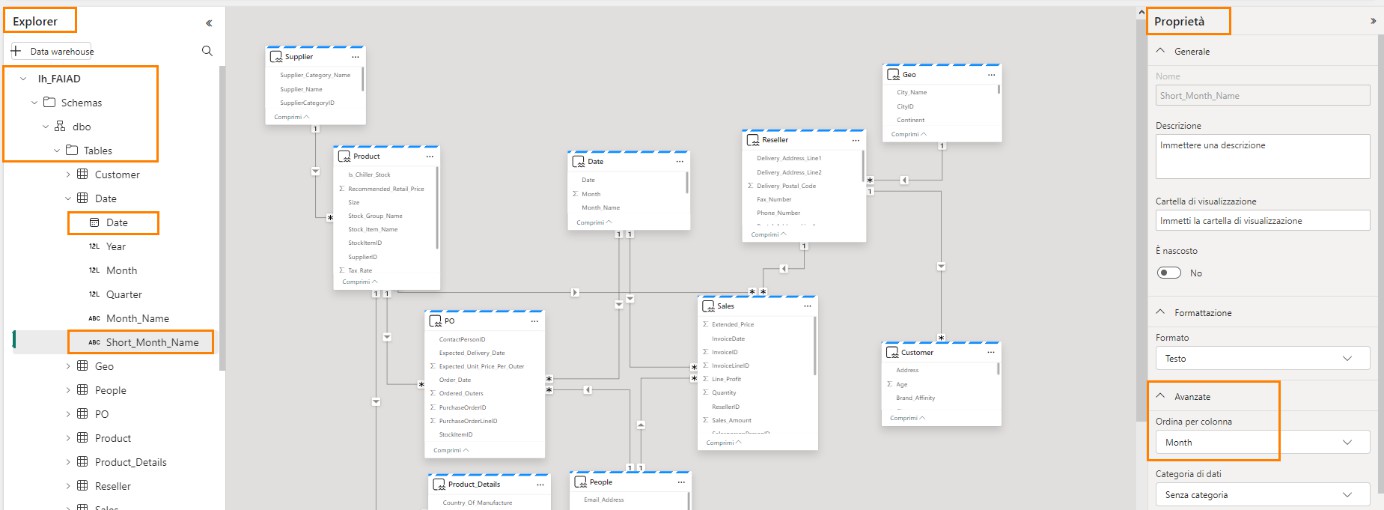 Explorer
Data warehouse
lh_FAIAD
Schemas
dbo
Tables
Customer
Date
Date
Year
Month
Quarter
Month_Name
Short_Month_Name
Geo
People
PO
Product
Product_Details
Reseller
Sales
Supplier
Supplier_Category_Name
Supplier_Name
SupplierCategoryID
Comprimi
Product
Is_Chiller_Stock
Recommended_Retail_Price
Size
Stock_Group_Name
Stock_Item_Name
StockItemID
SupplierID
Tax_Rate
Comprimi
Date
Date
Month
Month_Name
Comprimi
Reseller
Delivery_Address_Line1
Delivery_Address_Line2
Delivery_Postal_Code
Fax_Number
Phone_Number
Comprimi
Geo
City_Name
CityID
Continent
Comprimi
PO
ContactPersonID
Expected_Delivery_Date
Expected_Unit_Price_Per_Outer
Order_Date
Ordered_Outers
PurchaseOrderID
PurchaseOrderLineID
StockItemID
Comprimi
Sales
Extended_Price
InvoiceDate
InvoiceID
InvoiceLineID
Line_Profit
Quantity
ResellerID
Sales_Amount
Comprimi
Customer
Address
Age
Brand_Affinity
Comprimi
Product_Details
Country_Of_Manufacture
People
Email_Address
Proprietà
Generale
Nome
Short_Month_Name
Descrizione
Immettere una descrizione
Cartella di visualizzazione
Immetti la cartella di visualizzazione
È nascosto
No
Formattazione
Formato
Testo
Avanzate
Ordina per colonna
Month
Categoria di dati
Senza categoria